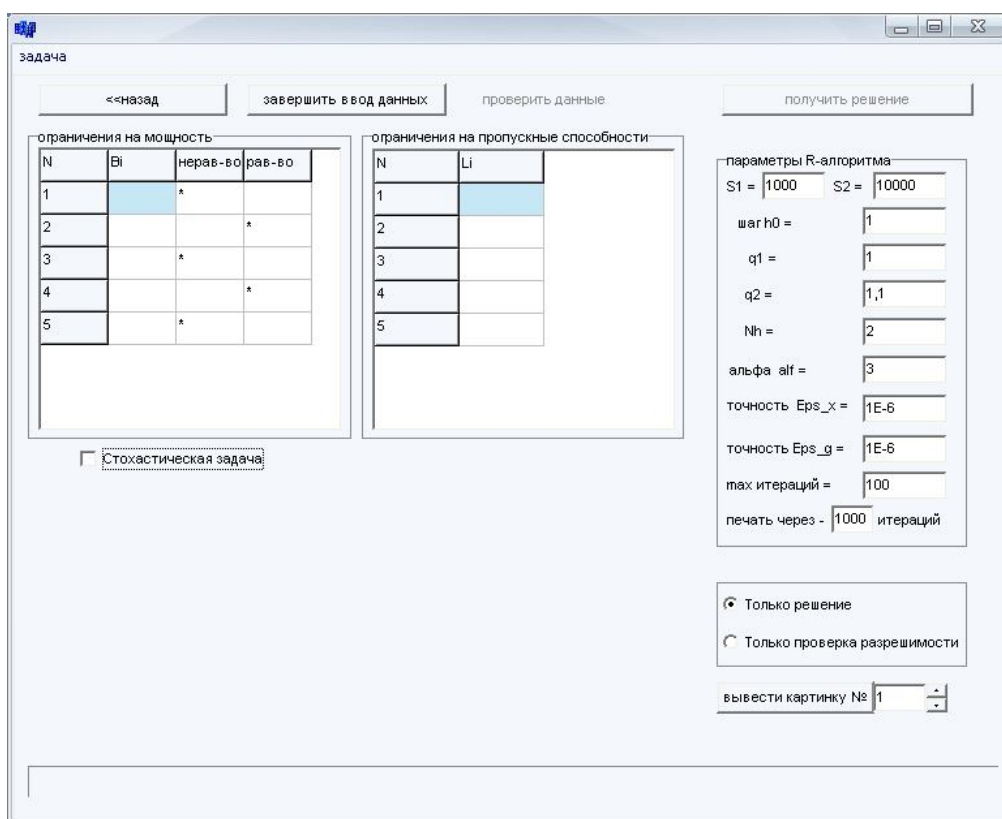 задача
<<назад завершить ввод данных проверить данные получить решение
ограничения на мощность
N Bi нерав-во рав-во
1 *
2 *
3 *
4 *
5 *
ограничения на пропускные способности
N Li
1
2
3
4
5
Стохастическая задача
параметры R-алгоритма
S1 = 1000 S2 = 10000
шаг h0 = 1
q1 = 1
q2 = 1,1
Nh = 2
альфа alf = 3
точность Eps_x = 1E-6
точность Eps_g = 1E-6
max итераций = 100
печать через - 1000 итераций
Только решение
Только проверка разрешимости
вывести картинку № 1